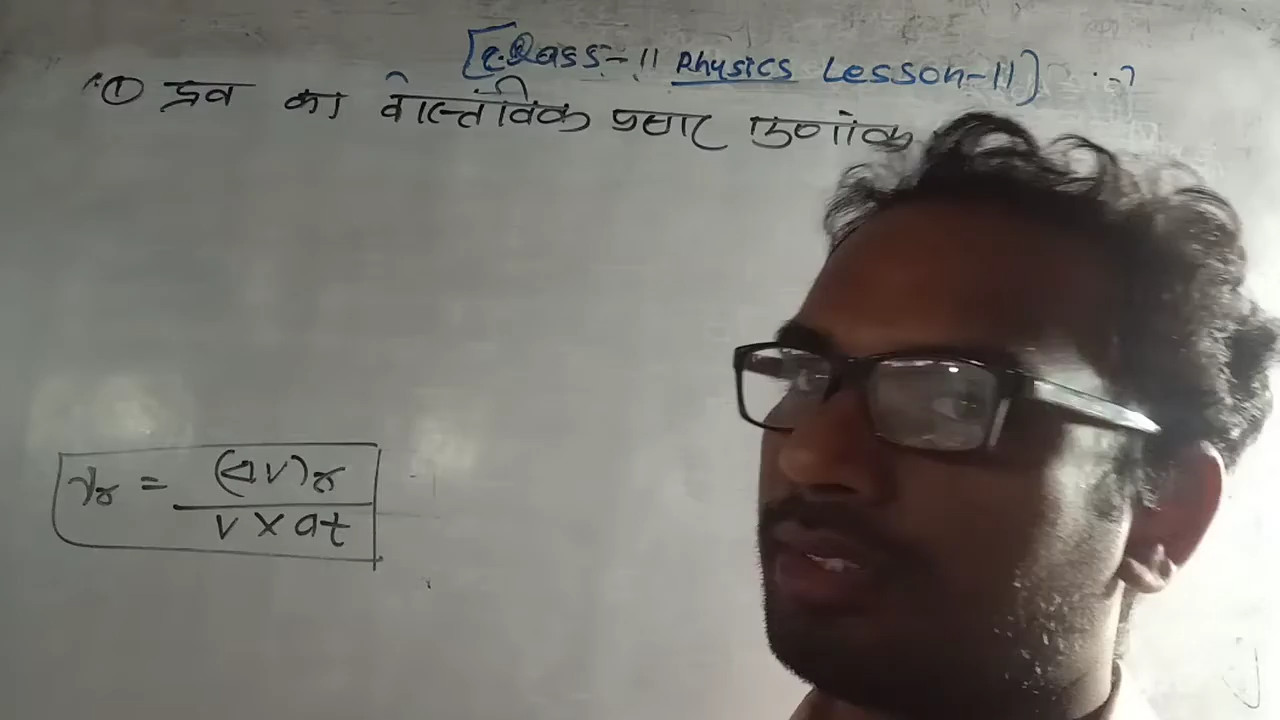 [Class-11 Physics Lesson-11]
① द्रव का वास्तविक प्रसार गुणांक
γr = (ΔV)r
V × Δt